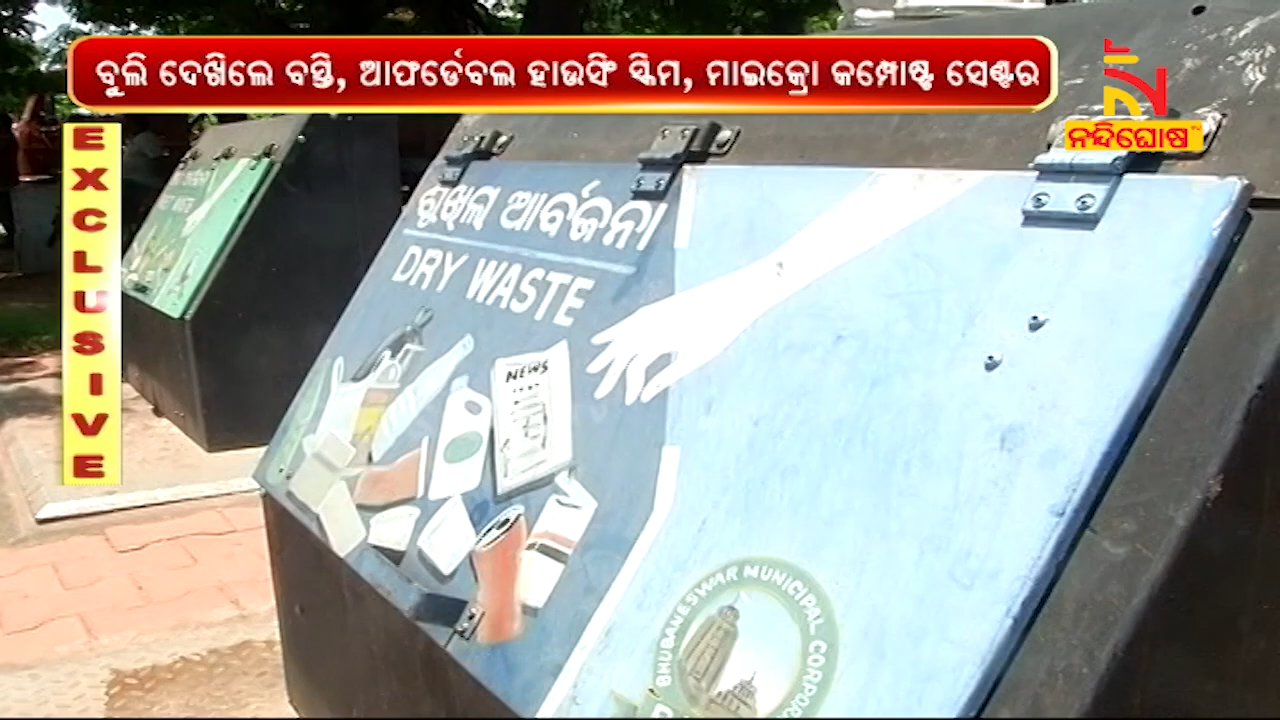 ବୁଲି ଦେଖିଲେ ବସ୍ତି, ଆଫର୍ଡେବଲ ହାଉସିଂ ସ୍କିମ, ମାଇକ୍ରୋ କମ୍ପୋଷ୍ଟ ସେଣ୍ଟର
ନନ୍ଦିଘୋଷ
EXCLUSIVE
ଶୁଖିଲା ଆବର୍ଜନା
DRY WASTE
NEWS
BHUBANESWAR MUNICIPAL